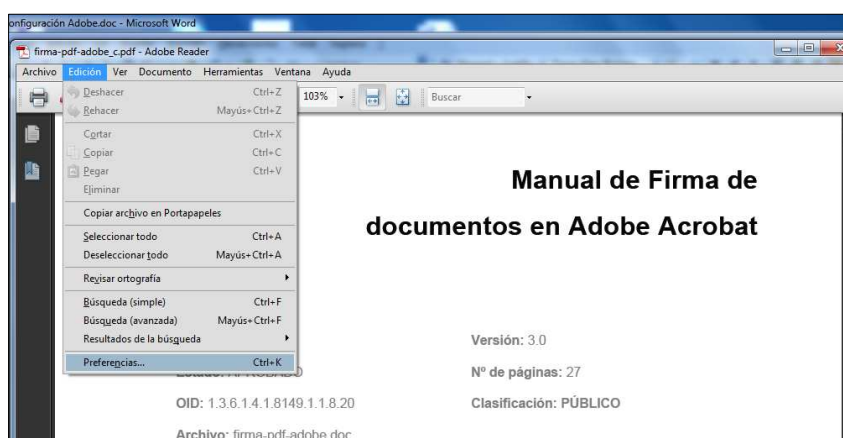 onfiguración Adobe.doc - Microsoft Word
firma-pdf-adobe_c.pdf - Adobe Reader
Archivo Edición Ver Documento Herramientas Ventana Ayuda
Deshacer Ctrl+Z
103% Buscar
Rehacer Mayús+Ctrl+Z
Cortar Ctrl+X
Copiar Ctrl+C
Pegar Ctrl+V
Eliminar
Copiar archivo en Portapapeles
Seleccionar todo Ctrl+A
Deseleccionar todo Mayús+Ctrl+A
Revisar ortografía
Búsqueda (simple) Ctrl+F
Búsqueda (avanzada) Mayús+Ctrl+F
Resultados de la búsqueda
Preferencias... Ctrl+K
Manual de Firma de
documentos en Adobe Acrobat
Versión: 3.0
Estado: APROBADO
Nº de páginas: 27
OID: 1.3.6.1.4.1.8149.1.1.8.20
Clasificación: PÚBLICO
Archivo: firma-pdf-adobe.doc